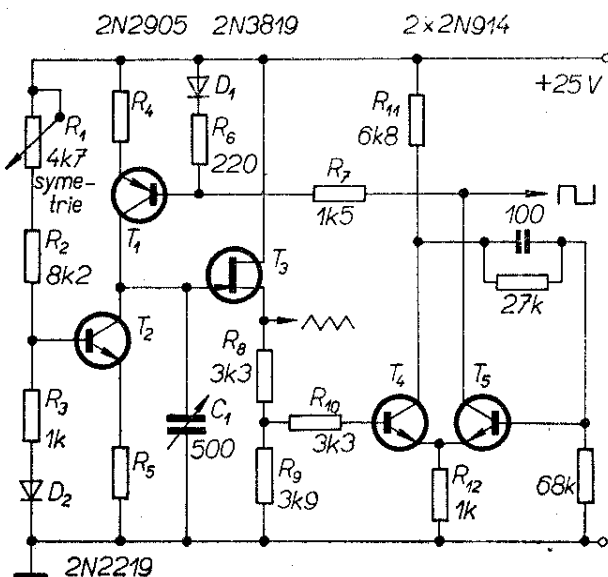 2N2905 2N3819 2×2N914
+25V
R4
D1
R11
6k8
R1
4k7
syme-
trie
R6
220
R7
1k5
100
T1
R2
8k2
T3
27k
T2
R8
3k3
T4
T5
R3
1k
C1
500
R10
3k3
D2
R5
R9
3k9
R12
1k
68k
2N2219